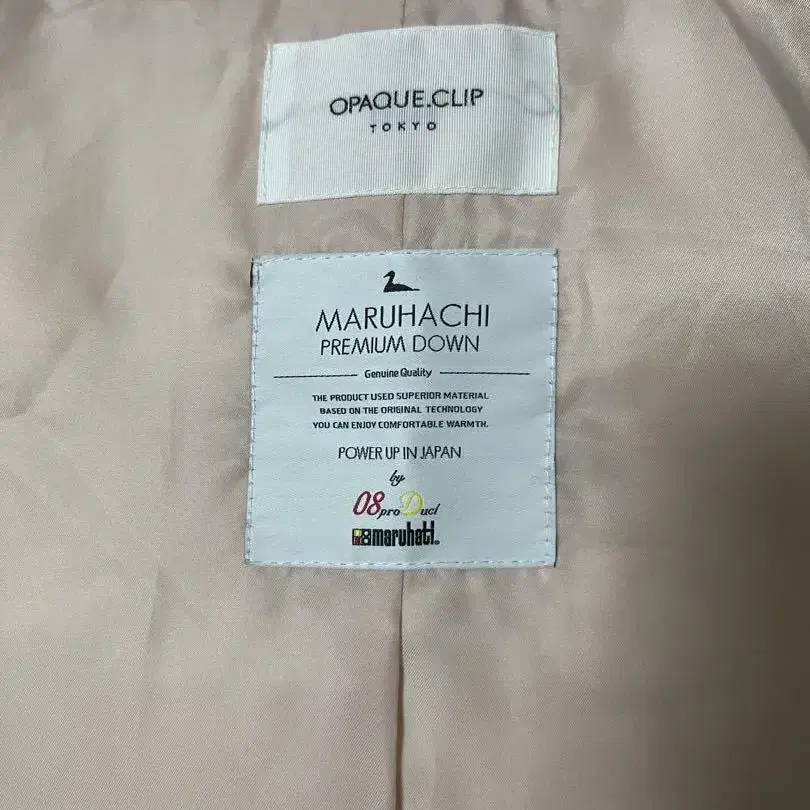 OPAQUE.CLIP
TOKYO
MARUHACHI
PREMIUM DOWN
Genuine Quality
THE PRODUCT USED SUPERIOR MATERIAL
BASED ON THE ORIGINAL TECHNOLOGY
YOU CAN ENJOY COMFORTABLE WARMTH.
POWER UP IN JAPAN
by
08proDuct
maruhati.